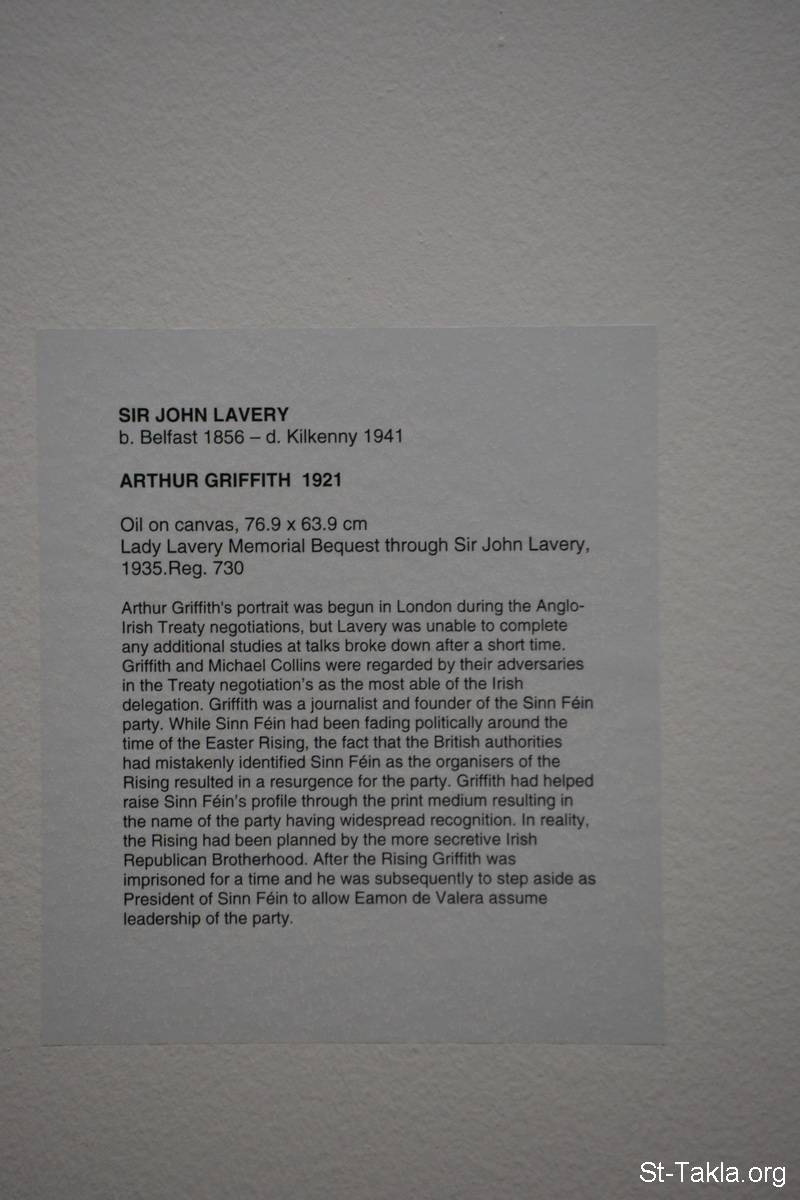 SIR JOHN LAVERY
b. Belfast 1856 – d. Kilkenny 1941
ARTHUR GRIFFITH 1921
Oil on canvas, 76.9 x 63.9 cm
Lady Lavery Memorial Bequest through Sir John Lavery,
1935.Reg. 730
Arthur Griffith's portrait was begun in London during the Anglo-
Irish Treaty negotiations, but Lavery was unable to complete
any additional studies at talks broke down after a short time.
Griffith and Michael Collins were regarded by their adversaries
in the Treaty negotiation's as the most able of the Irish
delegation. Griffith was a journalist and founder of the Sinn Féin
party. While Sinn Féin had been fading politically around the
time of the Easter Rising, the fact that the British authorities
had mistakenly identified Sinn Féin as the organisers of the
Rising resulted in a resurgence for the party. Griffith had helped
raise Sinn Féin's profile through the print medium resulting in
the name of the party having widespread recognition. In reality,
the Rising had been planned by the more secretive Irish
Republican Brotherhood. After the Rising Griffith was
imprisoned for a time and he was subsequently to step aside as
President of Sinn Féin to allow Eamon de Valera assume
leadership of the party.
St-Takla.org